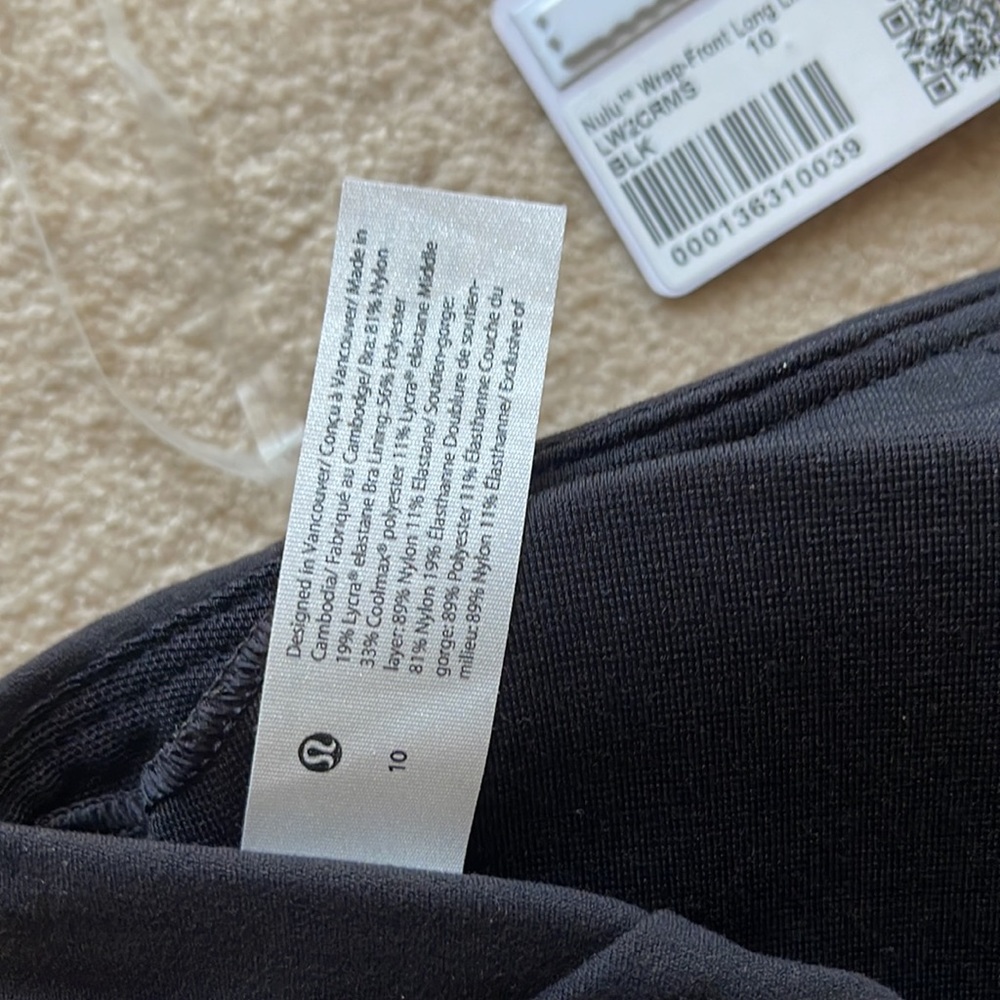 Nulu™ Wrap-Front Long
10
LW2CRMS
BLK
000136310039
Designed in Vancouver/ Conçu à Vancouver/ Made in
Cambodia/ Fabriqué au Cambodge/ Bra: 81% Nylon
19% Lycra® elastane Bra Lining: 56% Polyester
33% Coolmax® polyester 11% Lycra® elastane Middle
layer: 89% Nylon 11% Elastane/ Soutien-gorge:
81% Nylon 19% Élasthanne Doublure de soutien-
gorge: 89% Polyester 11% Élasthanne Couche du
milieu: 89% Nylon 11% Élasthanne/ Exclusive of
10